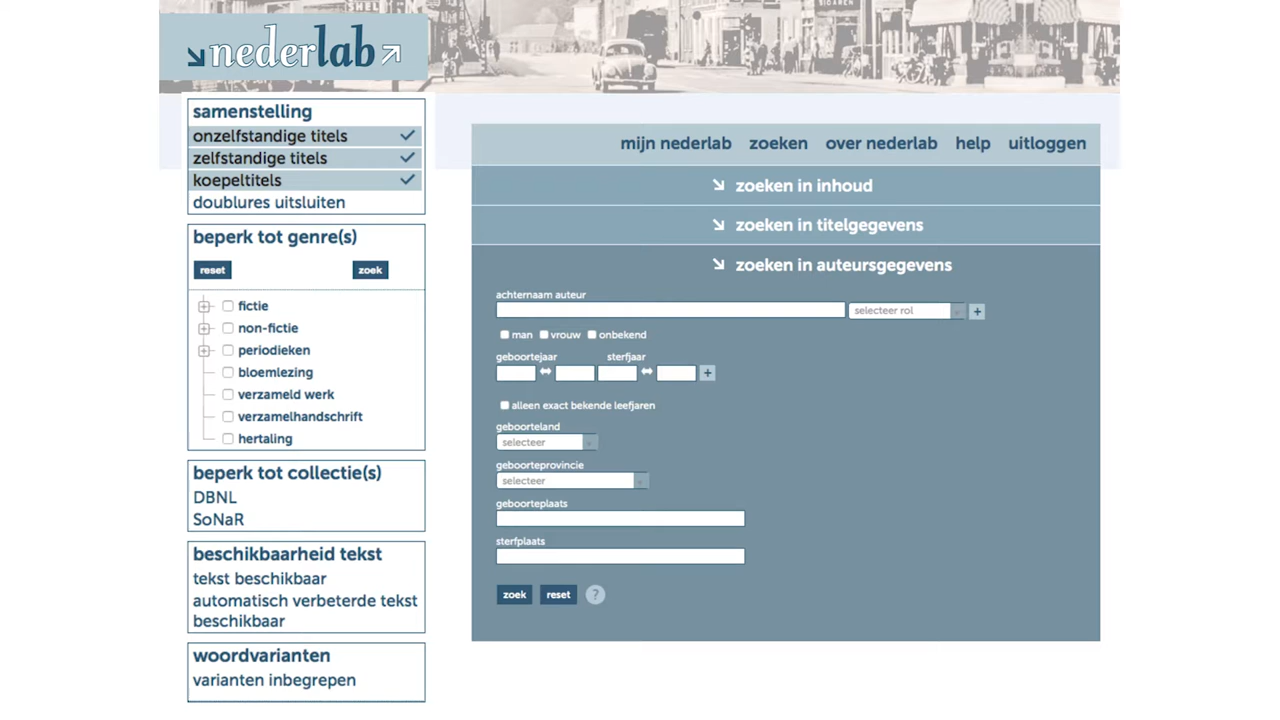 SHEL
SIGAREN
nederlab
samenstelling
onzelfstandige titels
zelfstandige titels
koepeltitels
doublures uitsluiten
beperk tot genre(s)
reset zoek
fictie
non-fictie
periodieken
bloemlezing
verzameld werk
verzamelhandschrift
hertaling
beperk tot collectie(s)
DBNL
SoNaR
beschikbaarheid tekst
tekst beschikbaar
automatisch verbeterde tekst
beschikbaar
woordvarianten
varianten inbegrepen
mijn nederlab zoeken over nederlab help uitloggen
zoeken in inhoud
zoeken in titelgegevens
zoeken in auteursgegevens
achternaam auteur
selecteer rol +
man vrouw onbekend
geboortejaar sterfjaar
+
alleen exact bekende leefjaren
geboorteland
selecteer
geboorteprovincie
selecteer
geboorteplaats
sterfplaats
zoek reset ?